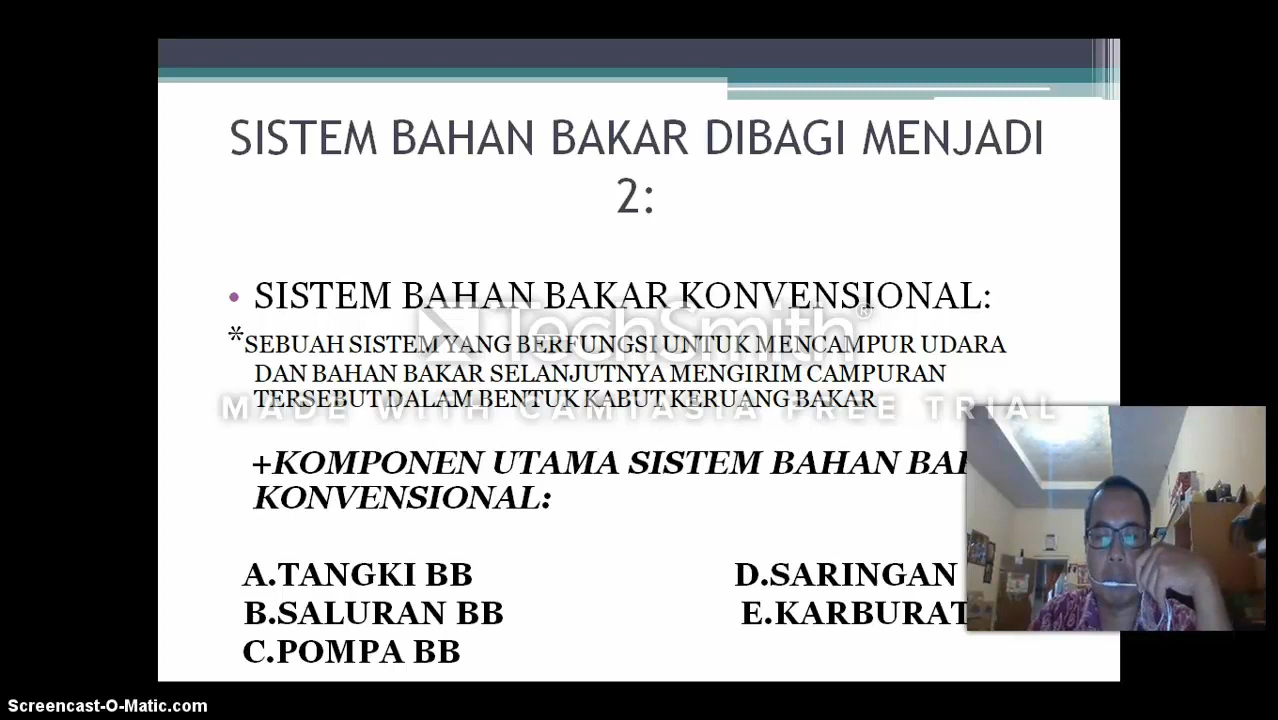 SISTEM BAHAN BAKAR DIBAGI MENJADI
2:
• SISTEM BAHAN BAKAR KONVENSIONAL:
TechSmith®
*SEBUAH SISTEM YANG BERFUNGSI UNTUK MENCAMPUR UDARA
DAN BAHAN BAKAR SELANJUTNYA MENGIRIM CAMPURAN
TERSEBUT DALAM BENTUK KABUT KERUANG BAKAR
MADE WITH CAMTASIA FREE TRIAL
+KOMPONEN UTAMA SISTEM BAHAN
KONVENSIONAL:
A.TANGKI BB D.SARINGAN
B.SALURAN BB E.KARBURAT
C.POMPA BB
Screencast-O-Matic.com